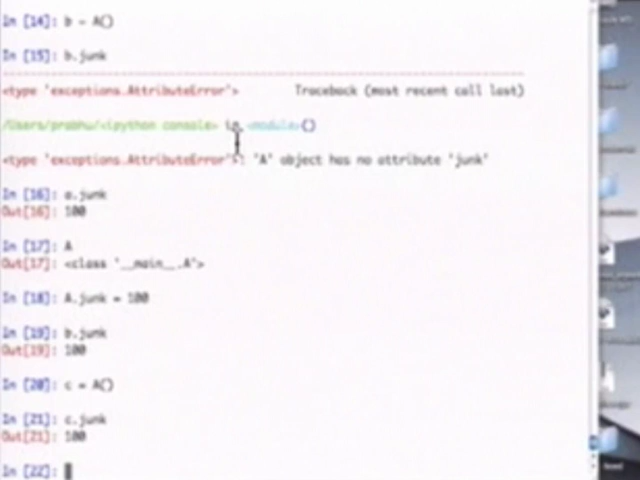 In [14]: b = A()
In [15]: b.junk
<type 'exceptions.AttributeError'> Traceback (most recent call last)
/Users/prabhu/<ipython console> in <module>()
<type 'exceptions.AttributeError'>: 'A' object has no attribute 'junk'
In [16]: a.junk
Out[16]: 100
In [17]: A
Out[17]: <class '__main__.A'>
In [18]: A.junk = 100
In [19]: b.junk
Out[19]: 100
In [20]: c = A()
In [21]: c.junk
Out[21]: 100
In [22]: